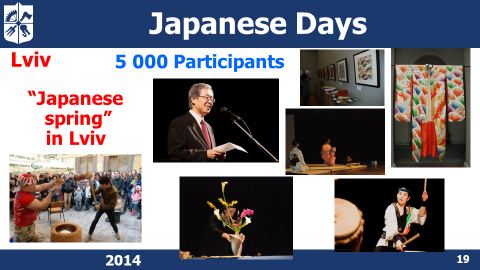 Japanese Days
Lviv
5 000 Participants
“Japanese
spring”
in Lviv
2014
19